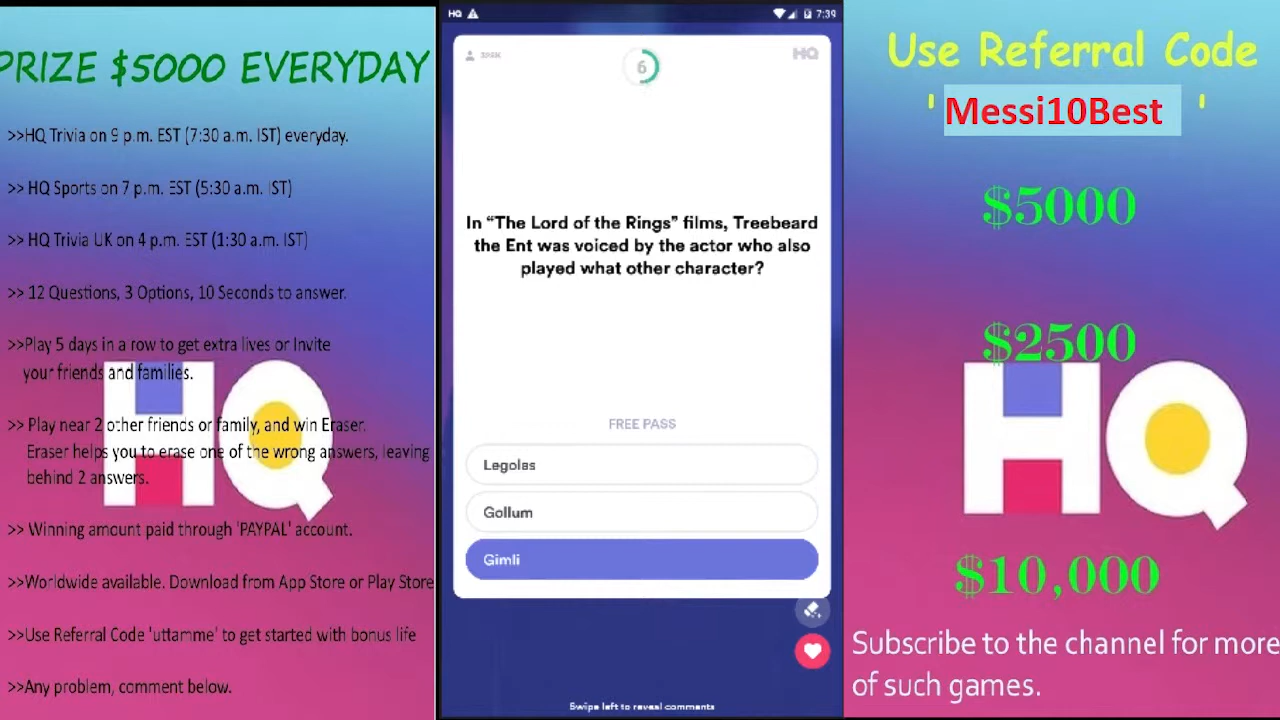 PRIZE $5000 EVERYDAY
>>HQ Trivia on 9 p.m. EST (7:30 a.m. IST) everyday.
>> HQ Sports on 7 p.m. EST (5:30 a.m. IST)
>> HQ Trivia UK on 4 p.m. EST (1:30 a.m. IST)
>> 12 Questions, 3 Options, 10 Seconds to answer.
>>Play 5 days in a row to get extra lives or Invite
your friends and families.
>> Play near 2 other friends or family, and win Eraser.
Eraser helps you to erase one of the wrong answers, leaving
behind 2 answers.
>> Winning amount paid through 'PAYPAL' account.
>>Worldwide available. Download from App Store or Play Store
>>Use Referral Code 'uttamme' to get started with bonus life
>>Any problem, comment below.
HQ
HQ
7:39
6
HQ
In “The Lord of the Rings” films, Treebeard
the Ent was voiced by the actor who also
played what other character?
FREE PASS
Legolas
Gollum
Gimli
Swipe left to reveal comments
Use Referral Code
' Messi10Best '
$5000
$2500
HQ
$10,000
Subscribe to the channel for more
of such games.